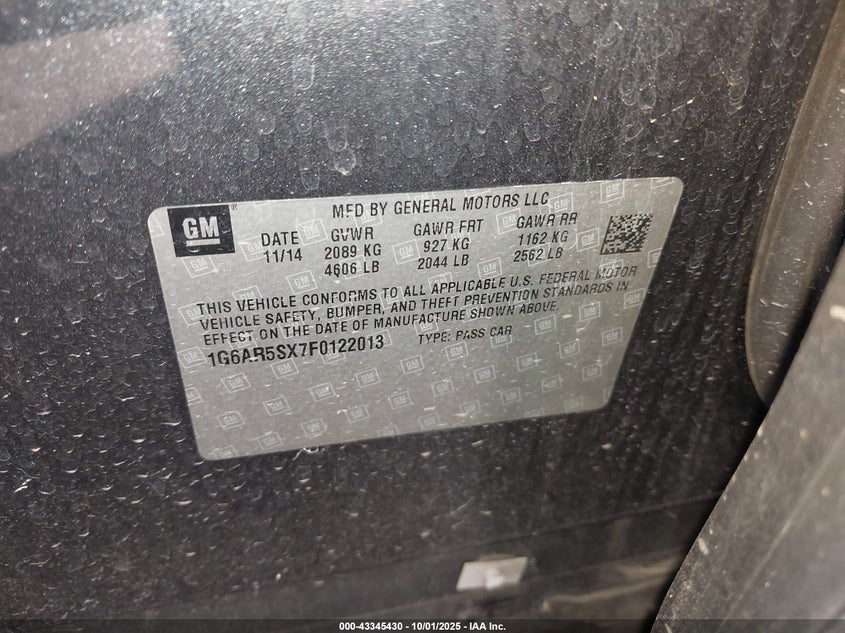 GM
MFD BY GENERAL MOTORS LLC
DATE GVWR GAWR FRT GAWR RR
11/14 2089 KG 927 KG 1162 KG
4606 LB 2044 LB 2562 LB
THIS VEHICLE CONFORMS TO ALL APPLICABLE U.S. FEDERAL MOTOR
VEHICLE SAFETY, BUMPER, AND THEFT PREVENTION STANDARDS IN
EFFECT ON THE DATE OF MANUFACTURE SHOWN ABOVE.
1G6AR5SX7F0122013 TYPE: PASS CAR
000-43345430 - 10/01/2025 - IAA Inc.